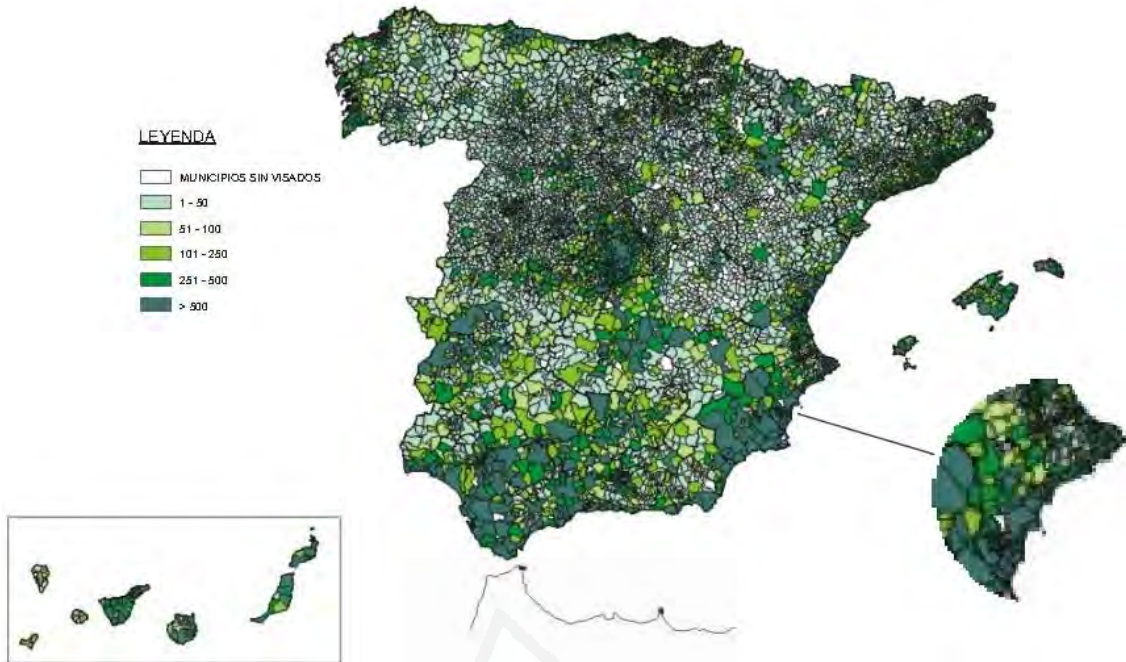 LEYENDA
MUNICIPIOS SIN VISADOS
1 - 50
51 - 100
101 - 250
251 - 500
> 500